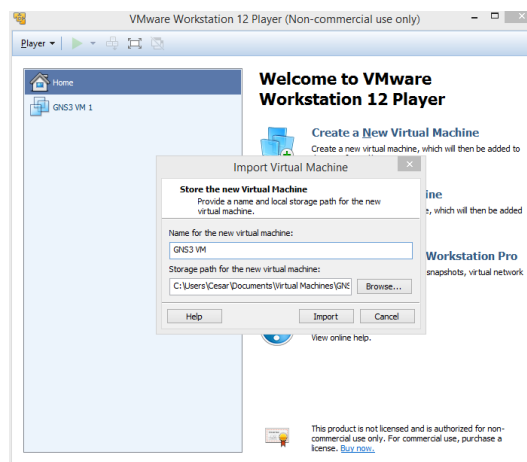 VMware Workstation 12 Player (Non-commercial use only)
Player
Home
GNS3 VM 1
Welcome to VMware
Workstation 12 Player
Create a New Virtual Machine
Create a new virtual machine, which will then be added to
Import Virtual Machine
Store the new Virtual Machine
Provide a name and local storage path for the new
virtual machine.
Name for the new virtual machine:
GNS3 VM
Storage path for the new virtual machine:
C:\Users\Cesar\Documents\Virtual Machines\GNS
Browse...
Help
Import
Cancel
ine
, which will then be added
Workstation Pro
snapshots, virtual network
View online help.
This product is not licensed and is authorized for non-
commercial use only. For commercial use, purchase a
license. Buy now.